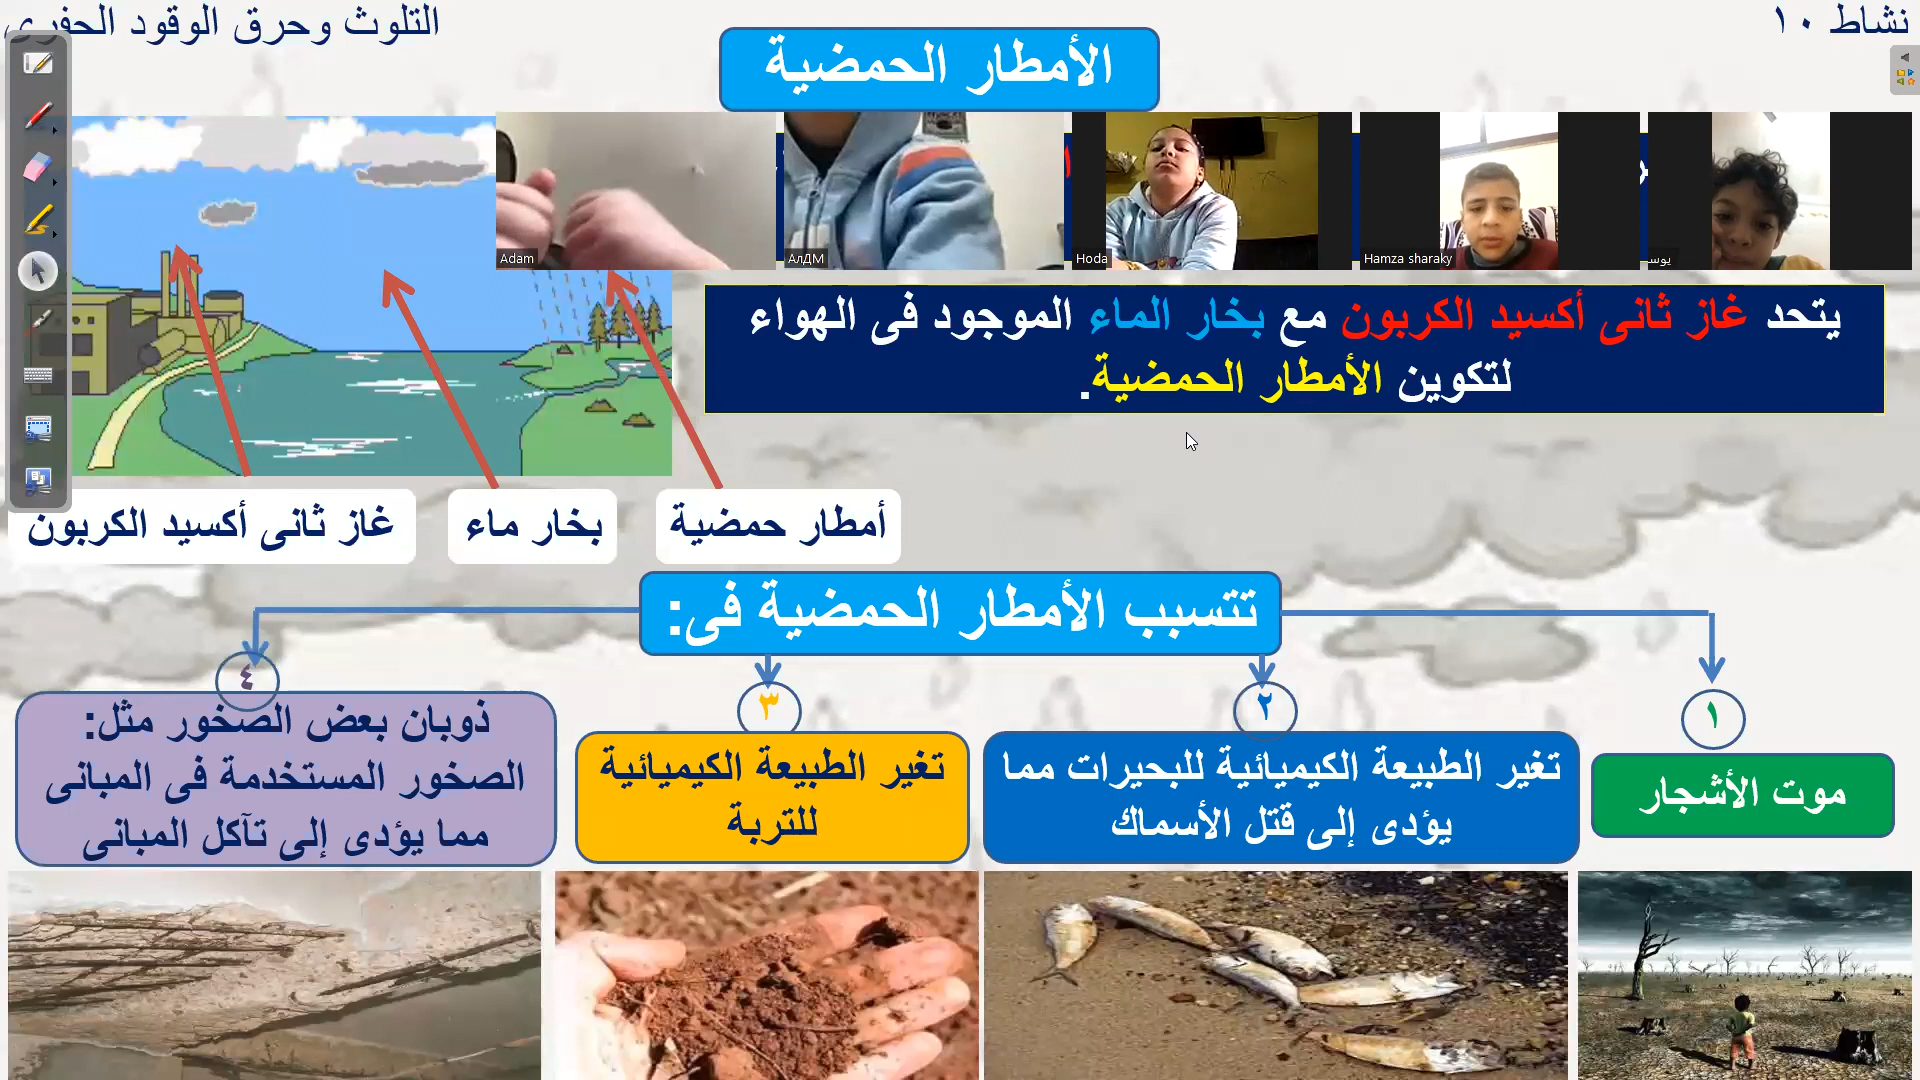 نشاط ١٠
التلوث وحرق الوقود الحفرى
الأمطار الحمضية
Adam
АлДМ
Hoda
Hamza sharaky
يوسف
يتحد غاز ثانى أكسيد الكربون مع بخار الماء الموجود فى الهواء
لتكوين الأمطار الحمضية.
أمطار حمضية
بخار ماء
غاز ثانى أكسيد الكربون
تتسبب الأمطار الحمضية فى:
١
موت الأشجار
٢
تغير الطبيعة الكيميائية للبحيرات مما
يؤدى إلى قتل الأسماك
٣
تغير الطبيعة الكيميائية
للتربة
٤
ذوبان بعض الصخور مثل:
الصخور المستخدمة فى المبانى
مما يؤدى إلى تآكل المبانى